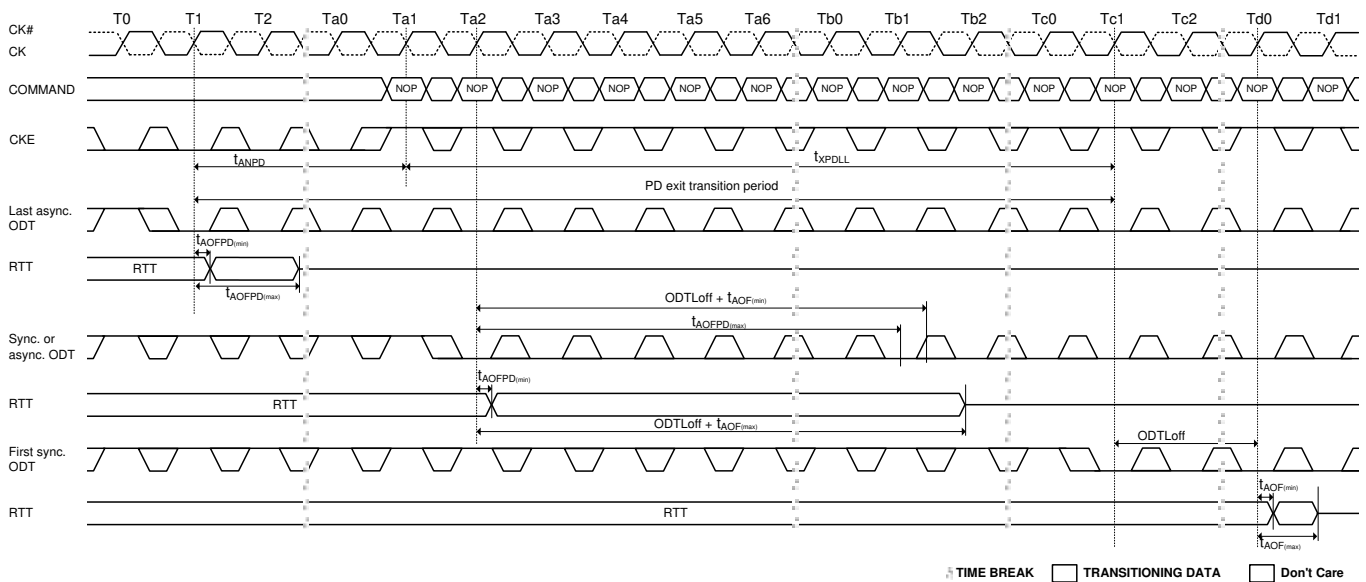 T0 T1 T2 Ta0 Ta1 Ta2 Ta3 Ta4 Ta5 Ta6 Tb0 Tb1 Tb2 Tc0 Tc1 Tc2 Td0 Td1
CK#
CK
COMMAND NOP NOP NOP NOP NOP NOP NOP NOP NOP NOP NOP NOP NOP NOP
CKE
tANPD tXPDLL
PD exit transition period
Last async.
ODT
tAOFPD(min)
RTT RTT
tAOFPD(max)
ODTLoff + tAOF(min)
tAOFPD(max)
Sync. or
async. ODT
tAOFPD(min)
RTT RTT
ODTLoff + tAOF(max)
ODTLoff
First sync.
ODT
tAOF(min)
RTT RTT
tAOF(max)
TIME BREAK TRANSITIONING DATA Don't Care